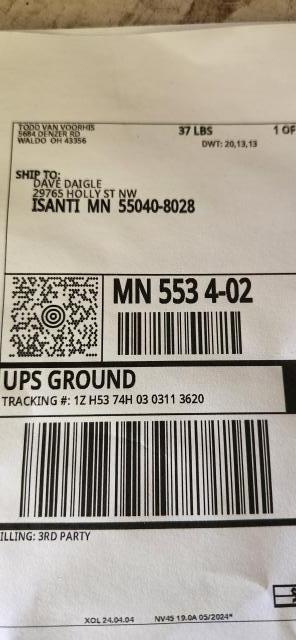 TODD VAN VOORHIS
5684 DENZER RD
WALDO OH 43356
37 LBS
1 OF
DWT: 20,13,13
SHIP TO:
DAVE DAIGLE
29765 HOLLY ST NW
ISANTI MN 55040-8028
MN 553 4-02
UPS GROUND
TRACKING #: 1Z H53 74H 03 0311 3620
ILLING: 3RD PARTY
XOL 24.04.04
NV45 19.0A 05/2024*